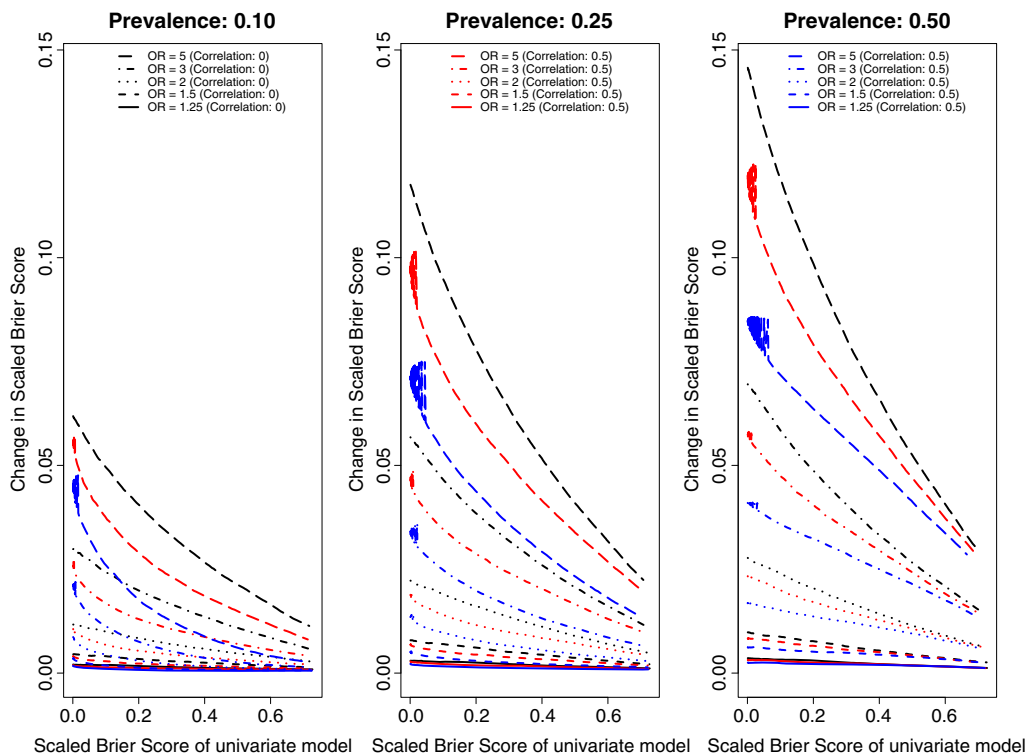 Prevalence: 0.10
OR = 5 (Correlation: 0)
OR = 3 (Correlation: 0)
OR = 2 (Correlation: 0)
OR = 1.5 (Correlation: 0)
OR = 1.25 (Correlation: 0)
Change in Scaled Brier Score
0.15
0.10
0.05
0.00
0.0 0.2 0.4 0.6
Scaled Brier Score of univariate model
Prevalence: 0.25
OR = 5 (Correlation: 0.5)
OR = 3 (Correlation: 0.5)
OR = 2 (Correlation: 0.5)
OR = 1.5 (Correlation: 0.5)
OR = 1.25 (Correlation: 0.5)
Change in Scaled Brier Score
0.15
0.10
0.05
0.00
0.0 0.2 0.4 0.6
Scaled Brier Score of univariate model
Prevalence: 0.50
OR = 5 (Correlation: 0.5)
OR = 3 (Correlation: 0.5)
OR = 2 (Correlation: 0.5)
OR = 1.5 (Correlation: 0.5)
OR = 1.25 (Correlation: 0.5)
Change in Scaled Brier Score
0.15
0.10
0.05
0.00
0.0 0.2 0.4 0.6
Scaled Brier Score of univariate model